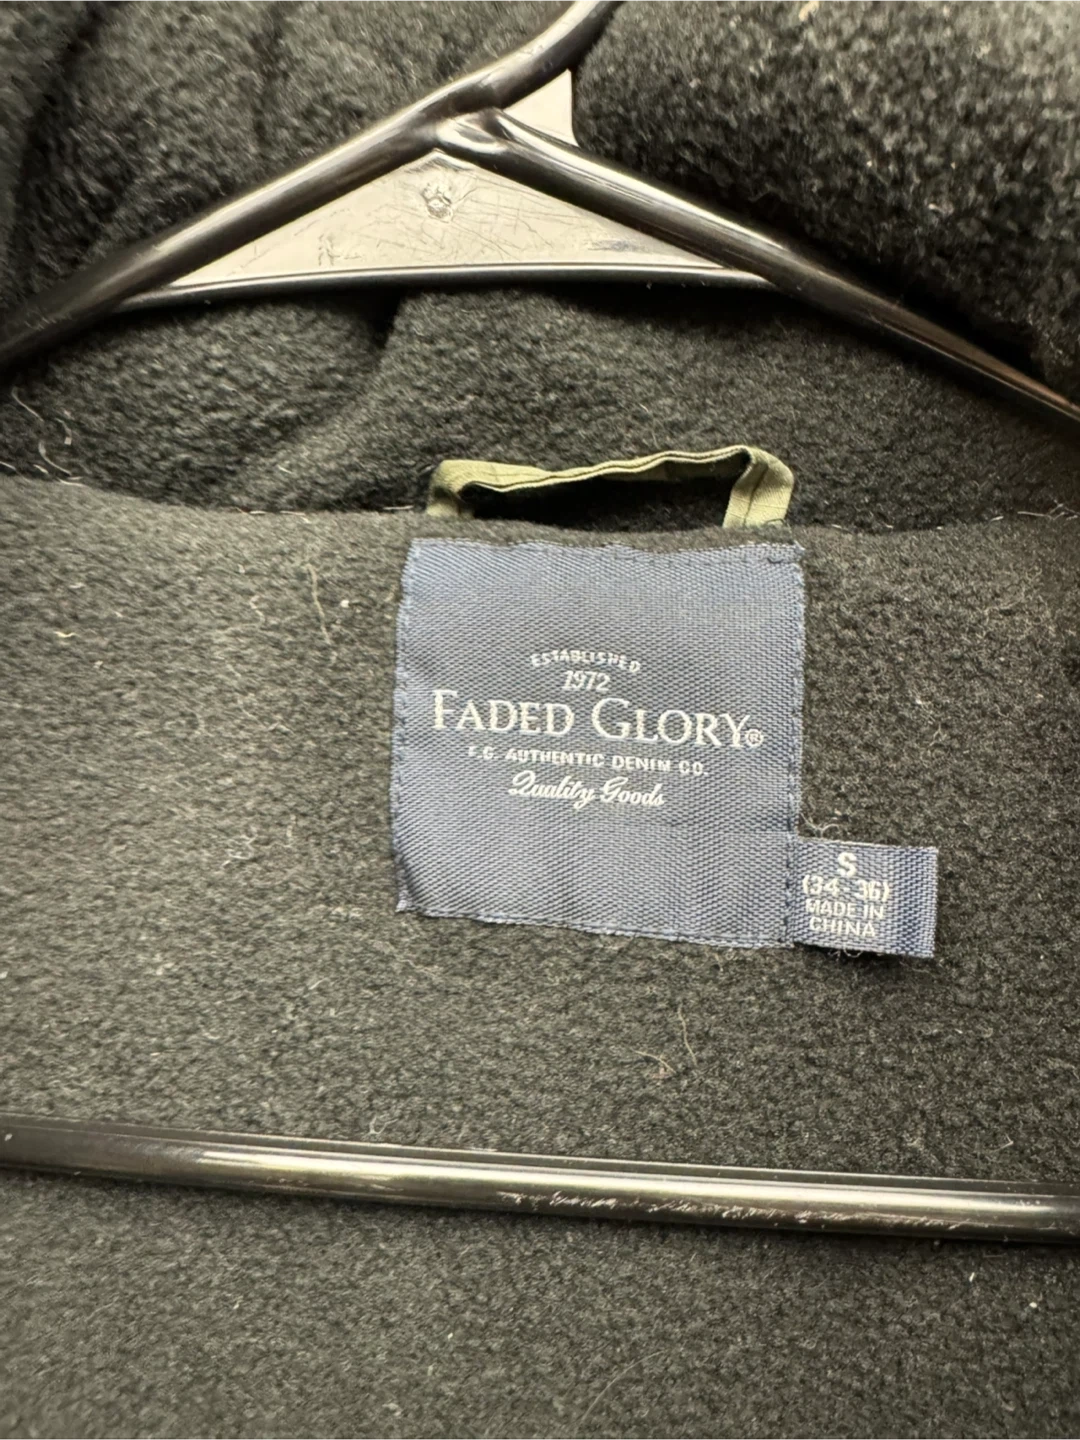 ESTABLISHED
1972
FADED GLORY®
F.G. AUTHENTIC DENIM CO.
Quality Goods
S
(34-36)
MADE IN
CHINA